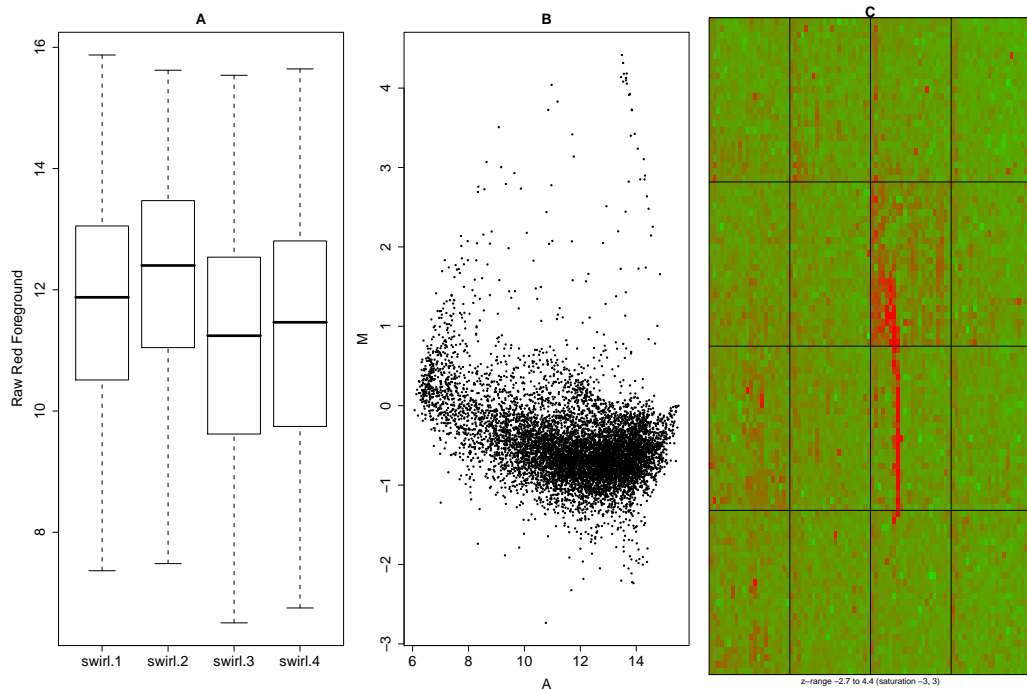 A
Raw Red Foreground
16
14
12
10
8
swirl.1 swirl.2 swirl.3 swirl.4
B
M
4
3
2
1
0
−1
−2
−3
6 8 10 12 14
A
C
z−range −2.7 to 4.4 (saturation −3, 3)